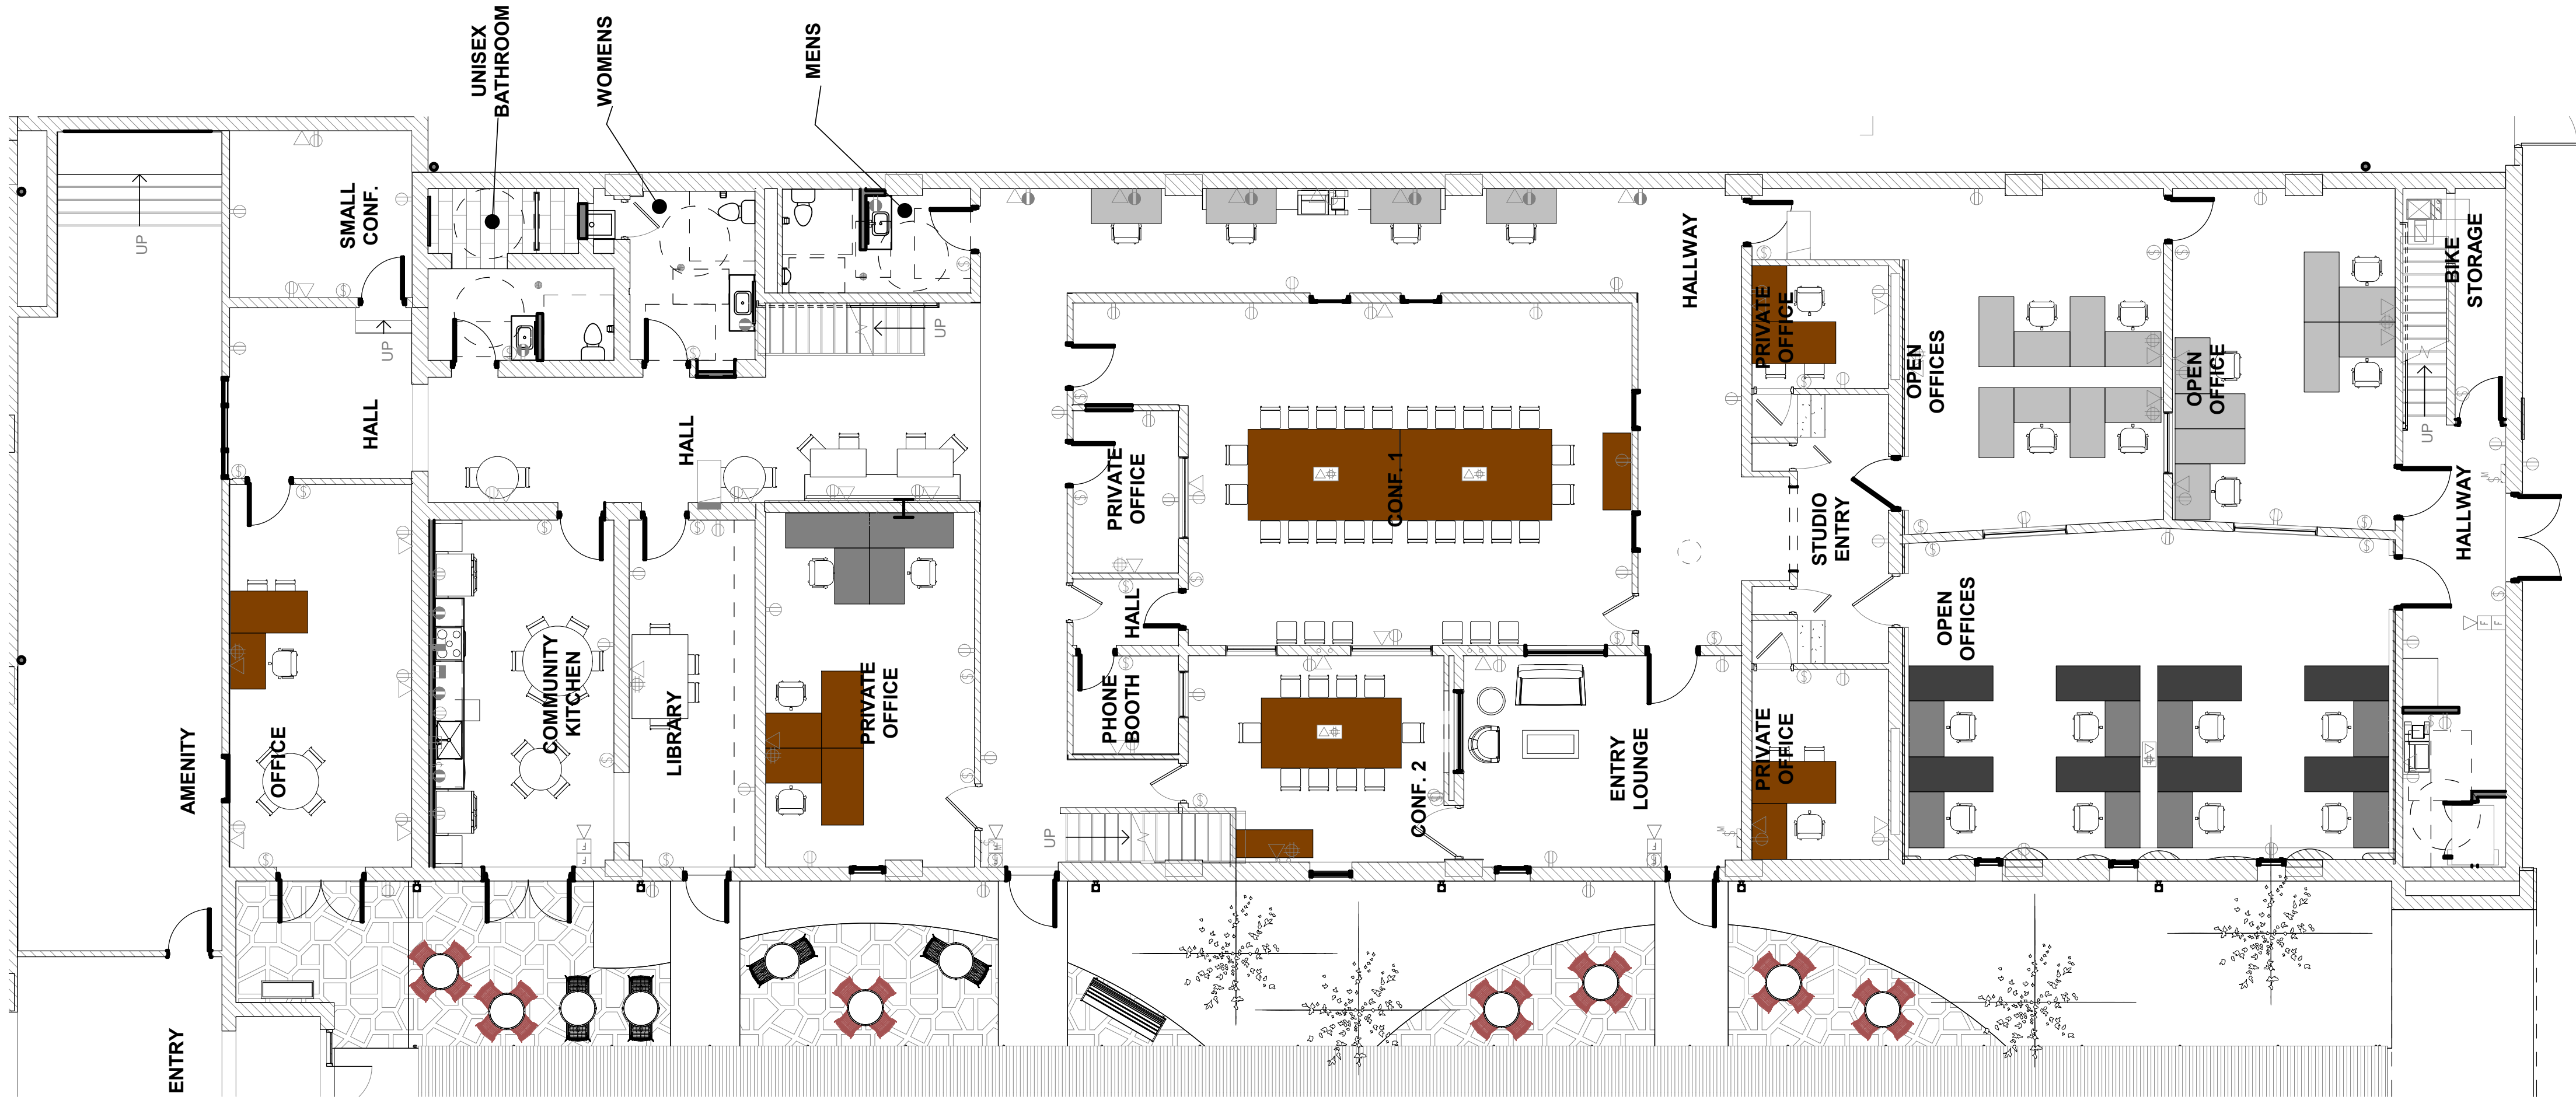 UNISEX
BATHROOM
WOMENS
MENS
UP
SMALL
CONF.
UP
HALL
HALL
UP
AMENITY
OFFICE
COMMUNITY
KITCHEN
LIBRARY
PRIVATE
OFFICE
ENTRY
PRIVATE
OFFICE
HALL
PHONE
BOOTH
UP
CONF. 1
CONF. 2
ENTRY
LOUNGE
HALLWAY
PRIVATE
OFFICE
STUDIO
ENTRY
PRIVATE
OFFICE
OPEN
OFFICES
OPEN
OFFICE
OPEN
OFFICES
BIKE
STORAGE
UP
HALLWAY